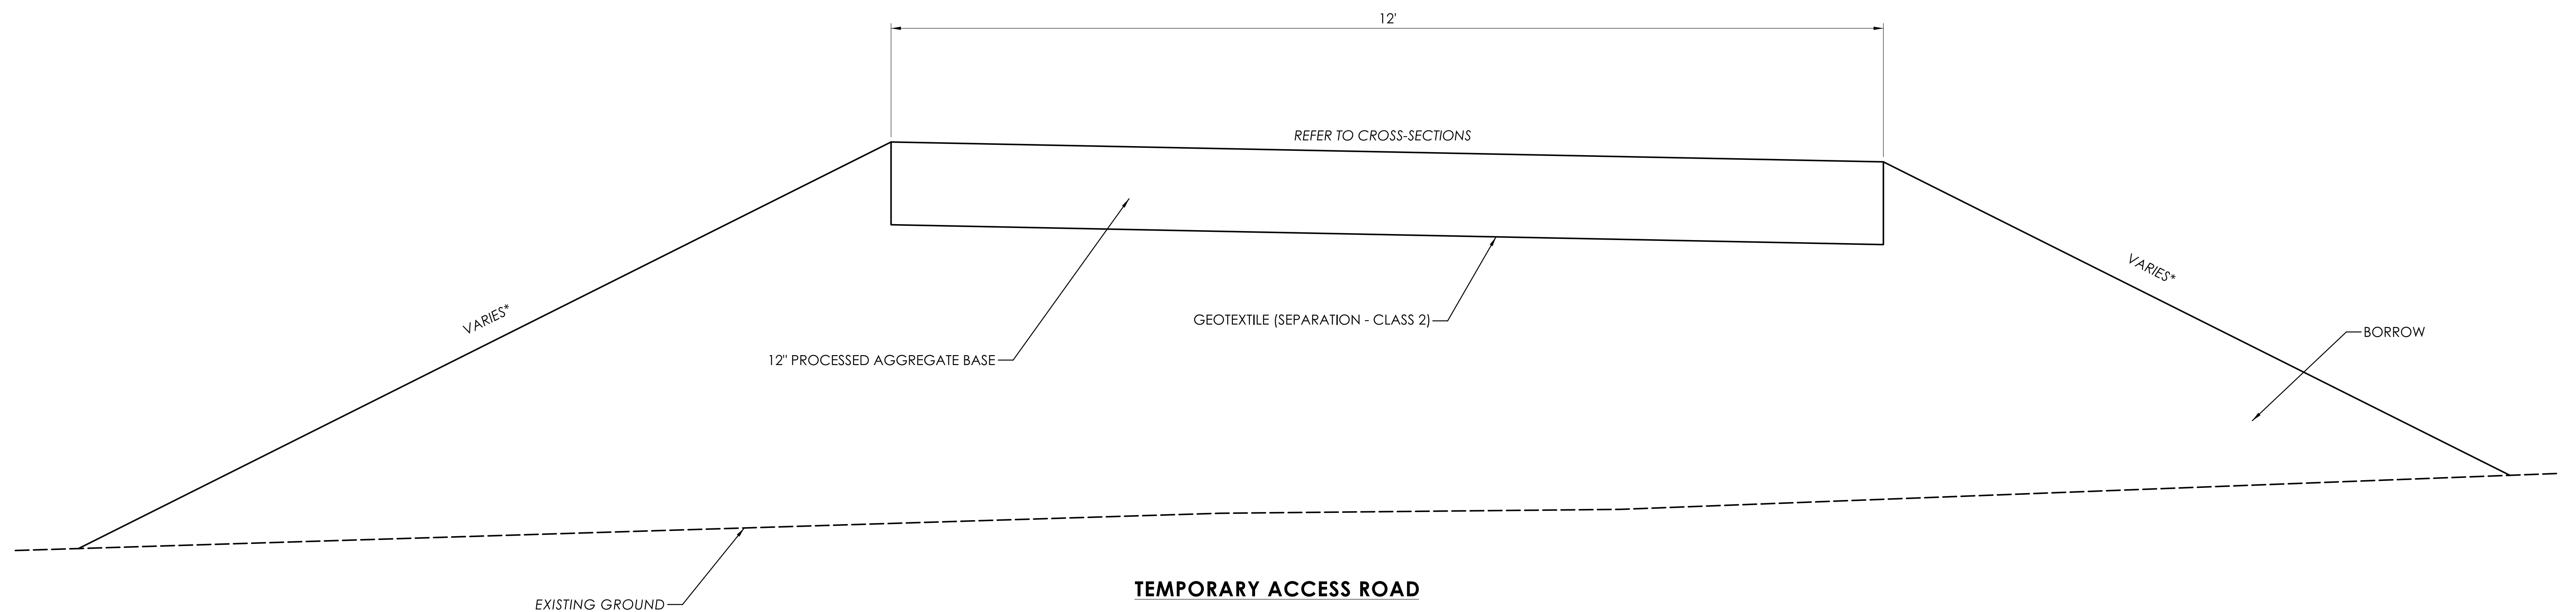 12'
REFER TO CROSS-SECTIONS
VARIES*
VARIES*
GEOTEXTILE (SEPARATION - CLASS 2)
BORROW
12" PROCESSED AGGREGATE BASE
TEMPORARY ACCESS ROAD
EXISTING GROUND